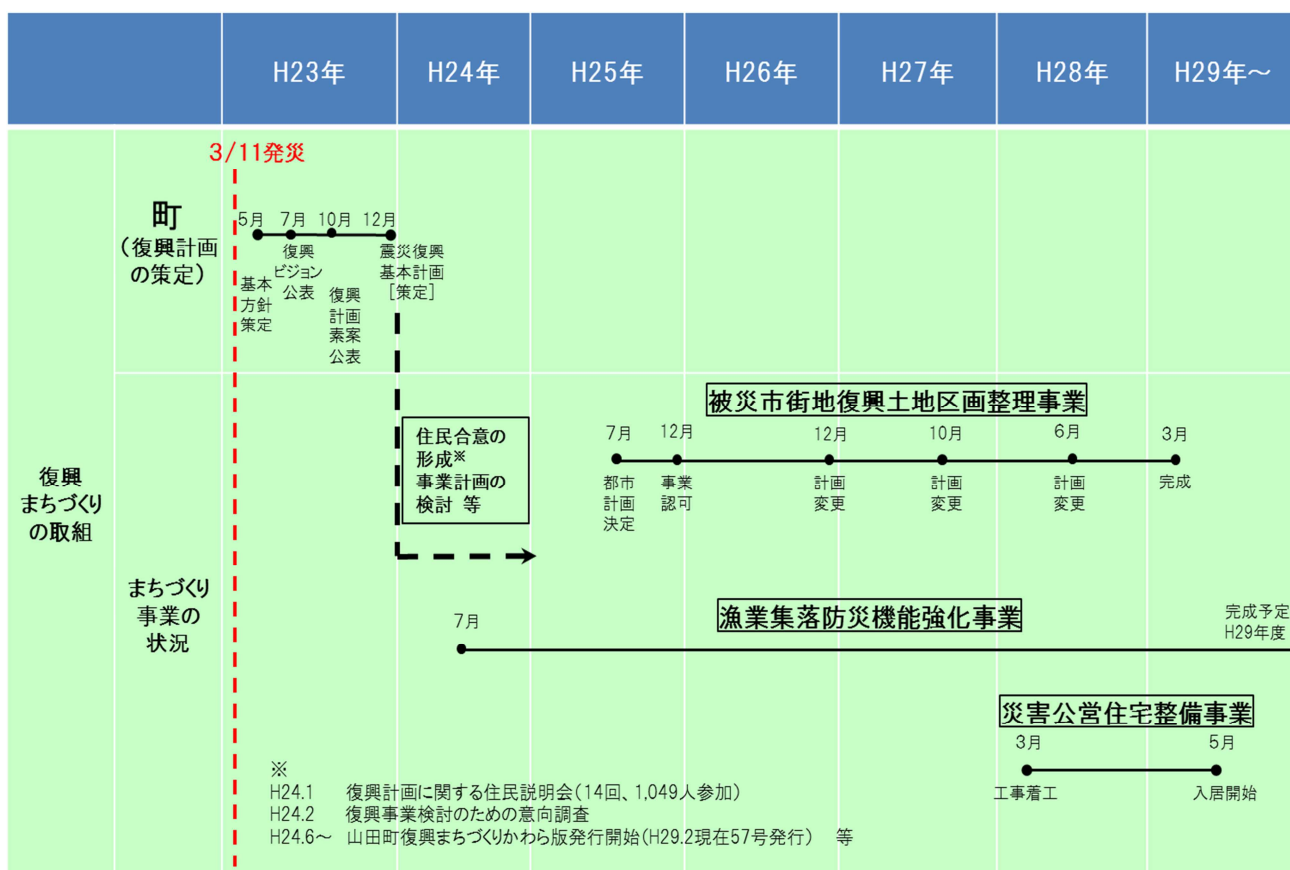 H23年
H24年
H25年
H26年
H27年
H28年
H29年～
復興
まちづくり
の取組
町
（復興計画
の策定）
3/11発災
5月
基本
方針
策定
7月
復興
ビジョン
公表
10月
復興
計画
素案
公表
12月
震災復興
基本計画
［策定］
まちづくり
事業の
状況
住民合意の
形成※
事業計画の
検討 等
被災市街地復興土地区画整理事業
7月
都市
計画
決定
12月
事業
認可
12月
計画
変更
10月
計画
変更
6月
計画
変更
3月
完成
漁業集落防災機能強化事業
7月
完成予定
H29年度
災害公営住宅整備事業
3月
工事着工
5月
入居開始
※
H24.1 復興計画に関する住民説明会（14回、1,049人参加）
H24.2 復興事業検討のための意向調査
H24.6～ 山田町復興まちづくりかわら版発行開始(H29.2現在57号発行) 等